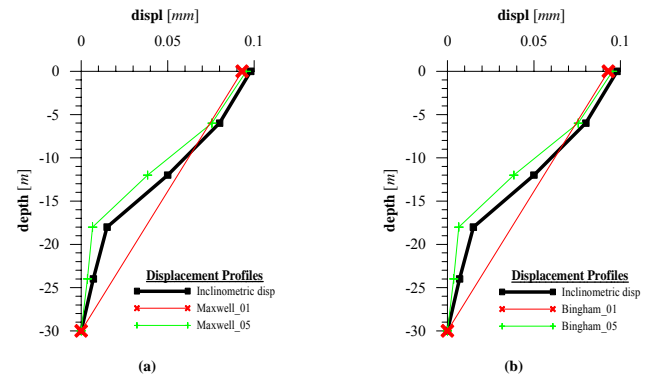 displ [mm]
0 0.05 0.1
0
-5
-10
-15
-20
-25
-30
depth [m]
Displacement Profiles
Inclinometric disp
Maxwell_01
Maxwell_05
(a)
displ [mm]
0 0.05 0.1
0
-5
-10
-15
-20
-25
-30
depth [m]
Displacement Profiles
Inclinometric disp
Bingham_01
Bingham_05
(b)